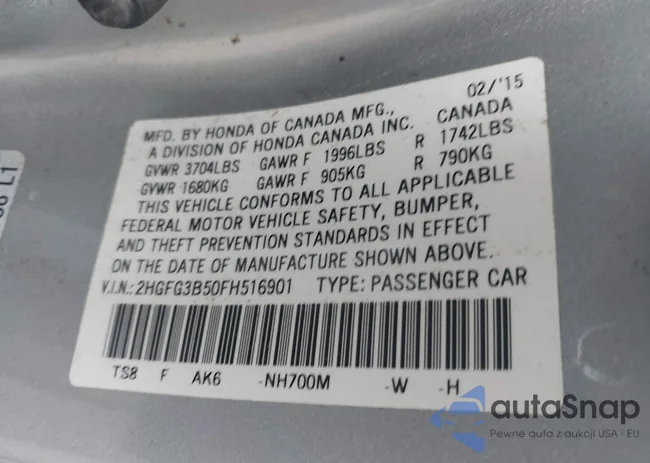 02/'15
MFD. BY HONDA OF CANADA MFG., CANADA
A DIVISION OF HONDA CANADA INC.
GVWR 3704LBS GAWR F 1996LBS R 1742LBS
GVWR 1680KG GAWR F 905KG R 790KG
THIS VEHICLE CONFORMS TO ALL APPLICABLE
FEDERAL MOTOR VEHICLE SAFETY, BUMPER,
AND THEFT PREVENTION STANDARDS IN EFFECT
ON THE DATE OF MANUFACTURE SHOWN ABOVE.
V.I.N.:2HGFG3B50FH516901 TYPE: PASSENGER CAR
TS8 F AK6 -NH700M -W -H
autaSnap
Pewne auta z aukcji USA i EU